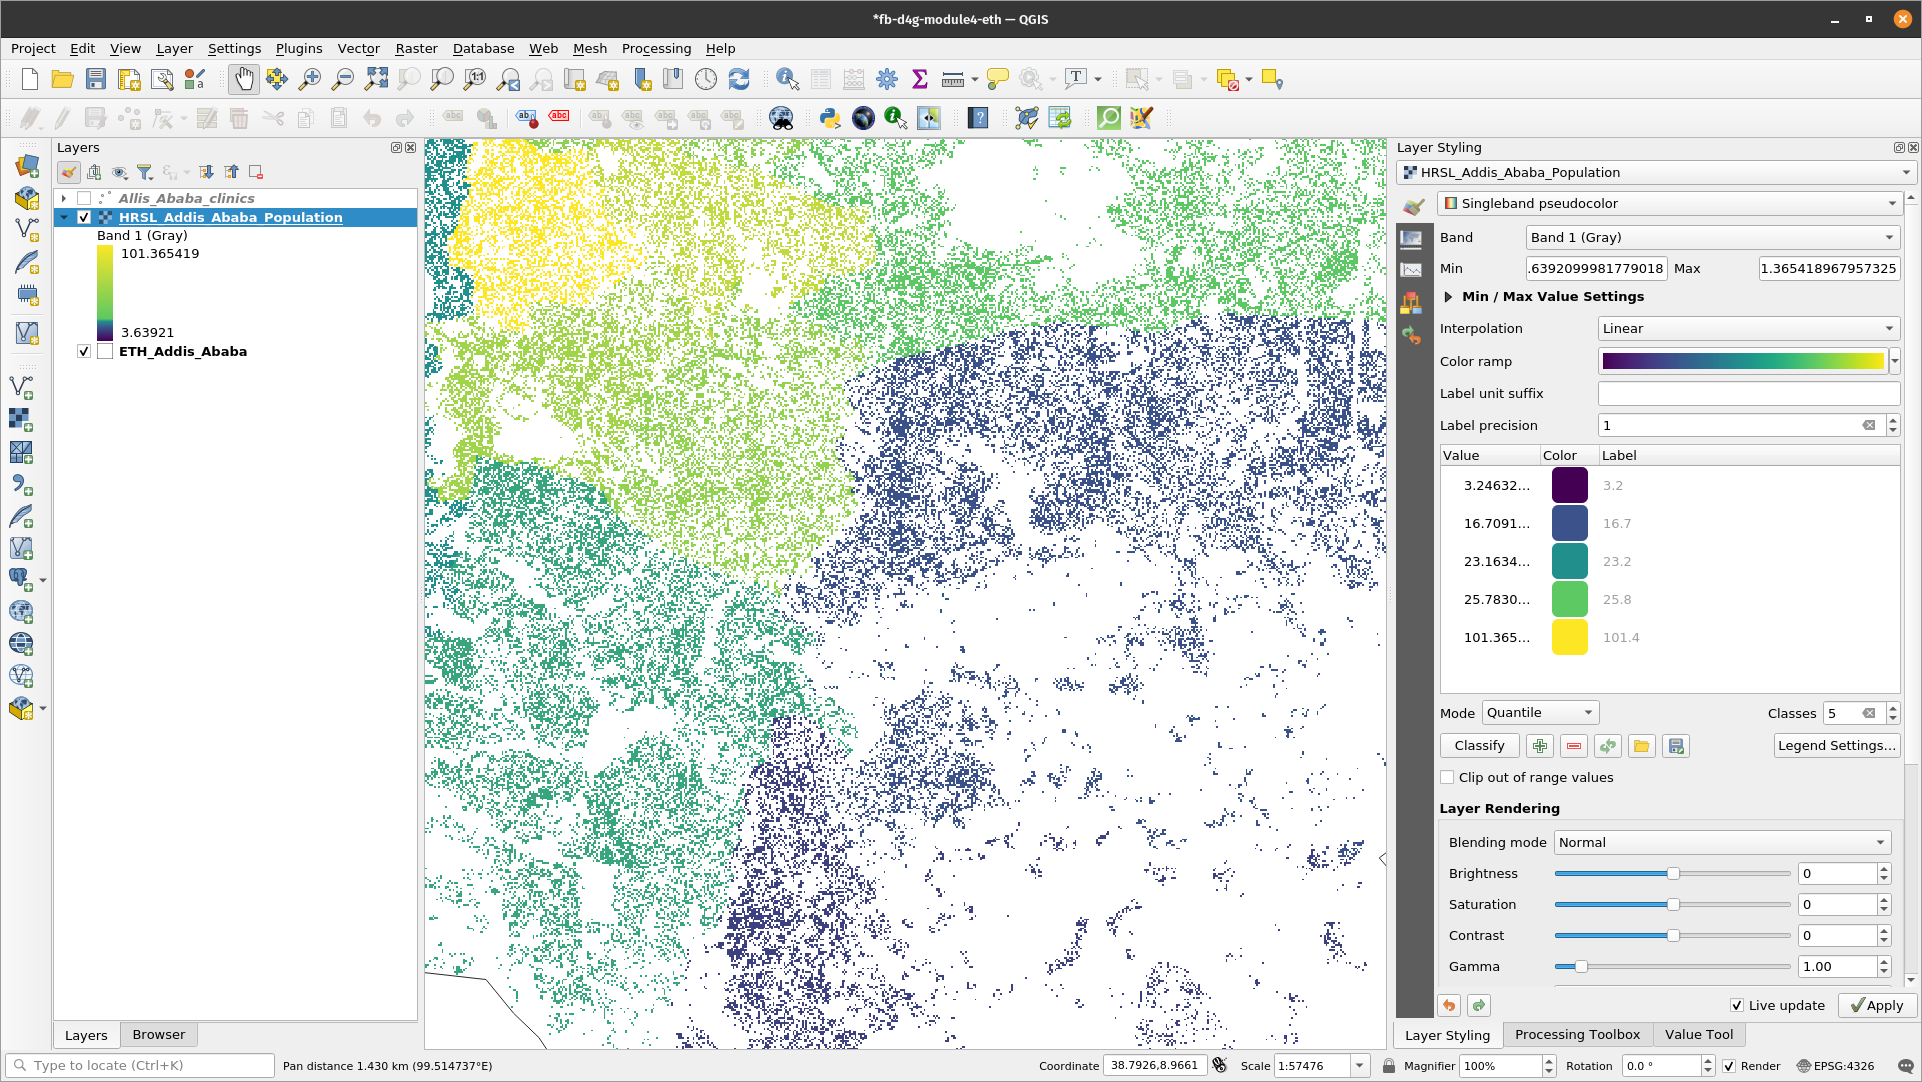 *fb-d4g-module4-eth — QGIS
Project Edit View Layer Settings Plugins Vector Raster Database Web Mesh Processing Help
Layers
Allis_Ababa_clinics
HRSL_Addis_Ababa_Population
Band 1 (Gray)
101.365419
3.63921
ETH_Addis_Ababa
Layers Browser
Layer Styling
HRSL_Addis_Ababa_Population
Singleband pseudocolor
Band Band 1 (Gray)
Min .6392099981779018 Max 1.365418967957325
Min / Max Value Settings
Interpolation Linear
Color ramp
Label unit suffix
Label precision 1
Value Color Label
3.24632... 3.2
16.7091... 16.7
23.1634... 23.2
25.7830... 25.8
101.365... 101.4
Mode Quantile Classes 5
Classify Legend Settings...
Clip out of range values
Layer Rendering
Blending mode Normal
Brightness 0
Saturation 0
Contrast 0
Gamma 1.00
Live update Apply
Layer Styling Processing Toolbox Value Tool
Type to locate (Ctrl+K) Pan distance 1.430 km (99.514737°E) Coordinate 38.7926,8.9661 Scale 1:57476 Magnifier 100% Rotation 0.0 ° Render EPSG:4326